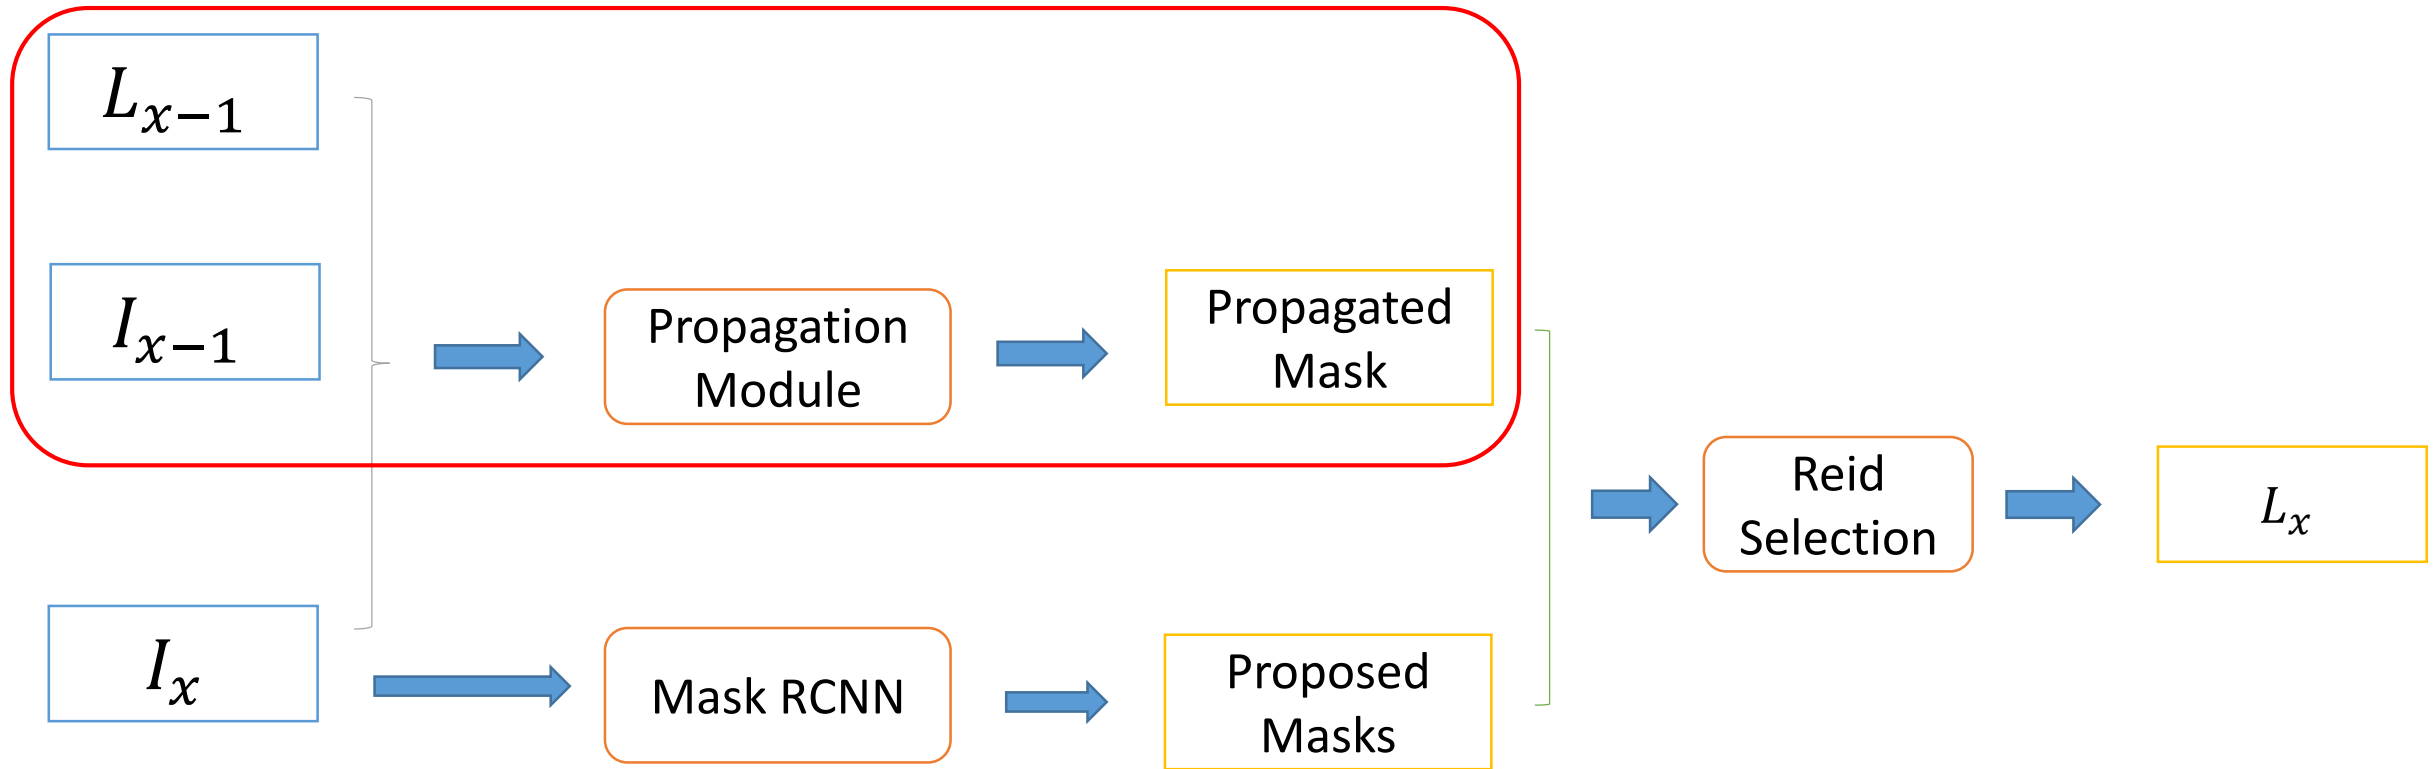 L_{x−1}
I_{x−1}
Propagation
Module
Propagated
Mask
Reid
Selection
L_x
I_x
Mask RCNN
Proposed
Masks